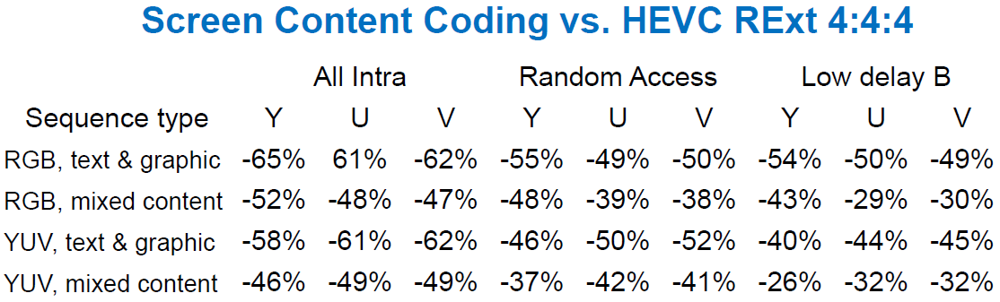 Screen Content Coding vs. HEVC RExt 4:4:4
All Intra Random Access Low delay B
Sequence type Y U V Y U V Y U V
RGB, text & graphic -65% 61% -62% -55% -49% -50% -54% -50% -49%
RGB, mixed content -52% -48% -47% -48% -39% -38% -43% -29% -30%
YUV, text & graphic -58% -61% -62% -46% -50% -52% -40% -44% -45%
YUV, mixed content -46% -49% -49% -37% -42% -41% -26% -32% -32%